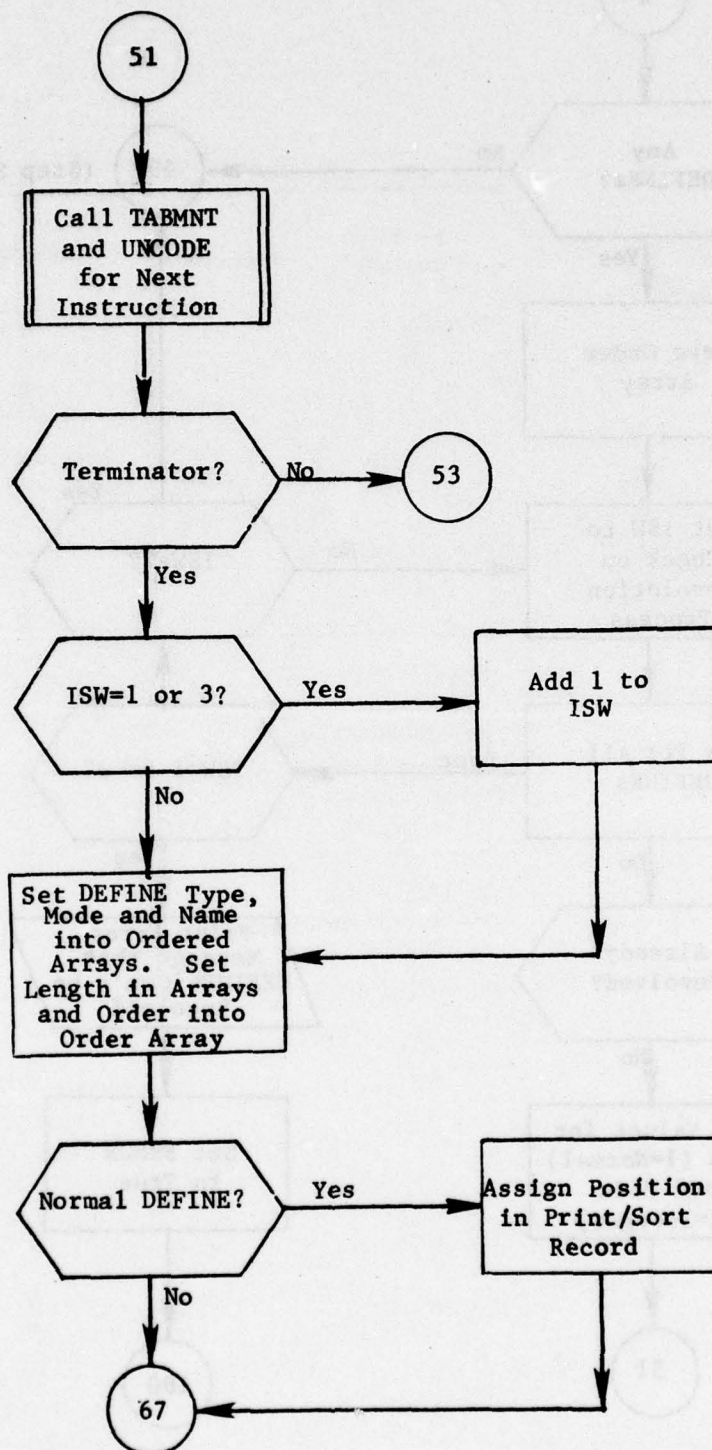 51
Call TABMNT
and UNCODE
for Next
Instruction
Terminator?
No
53
Yes
ISW=1 or 3?
Yes
Add 1 to
ISW
No
Set DEFINE Type,
Mode and Name
into Ordered
Arrays. Set
Length in Arrays
and Order into
Order Array
Normal DEFINE?
Yes
Assign Position
in Print/Sort
Record
No
67